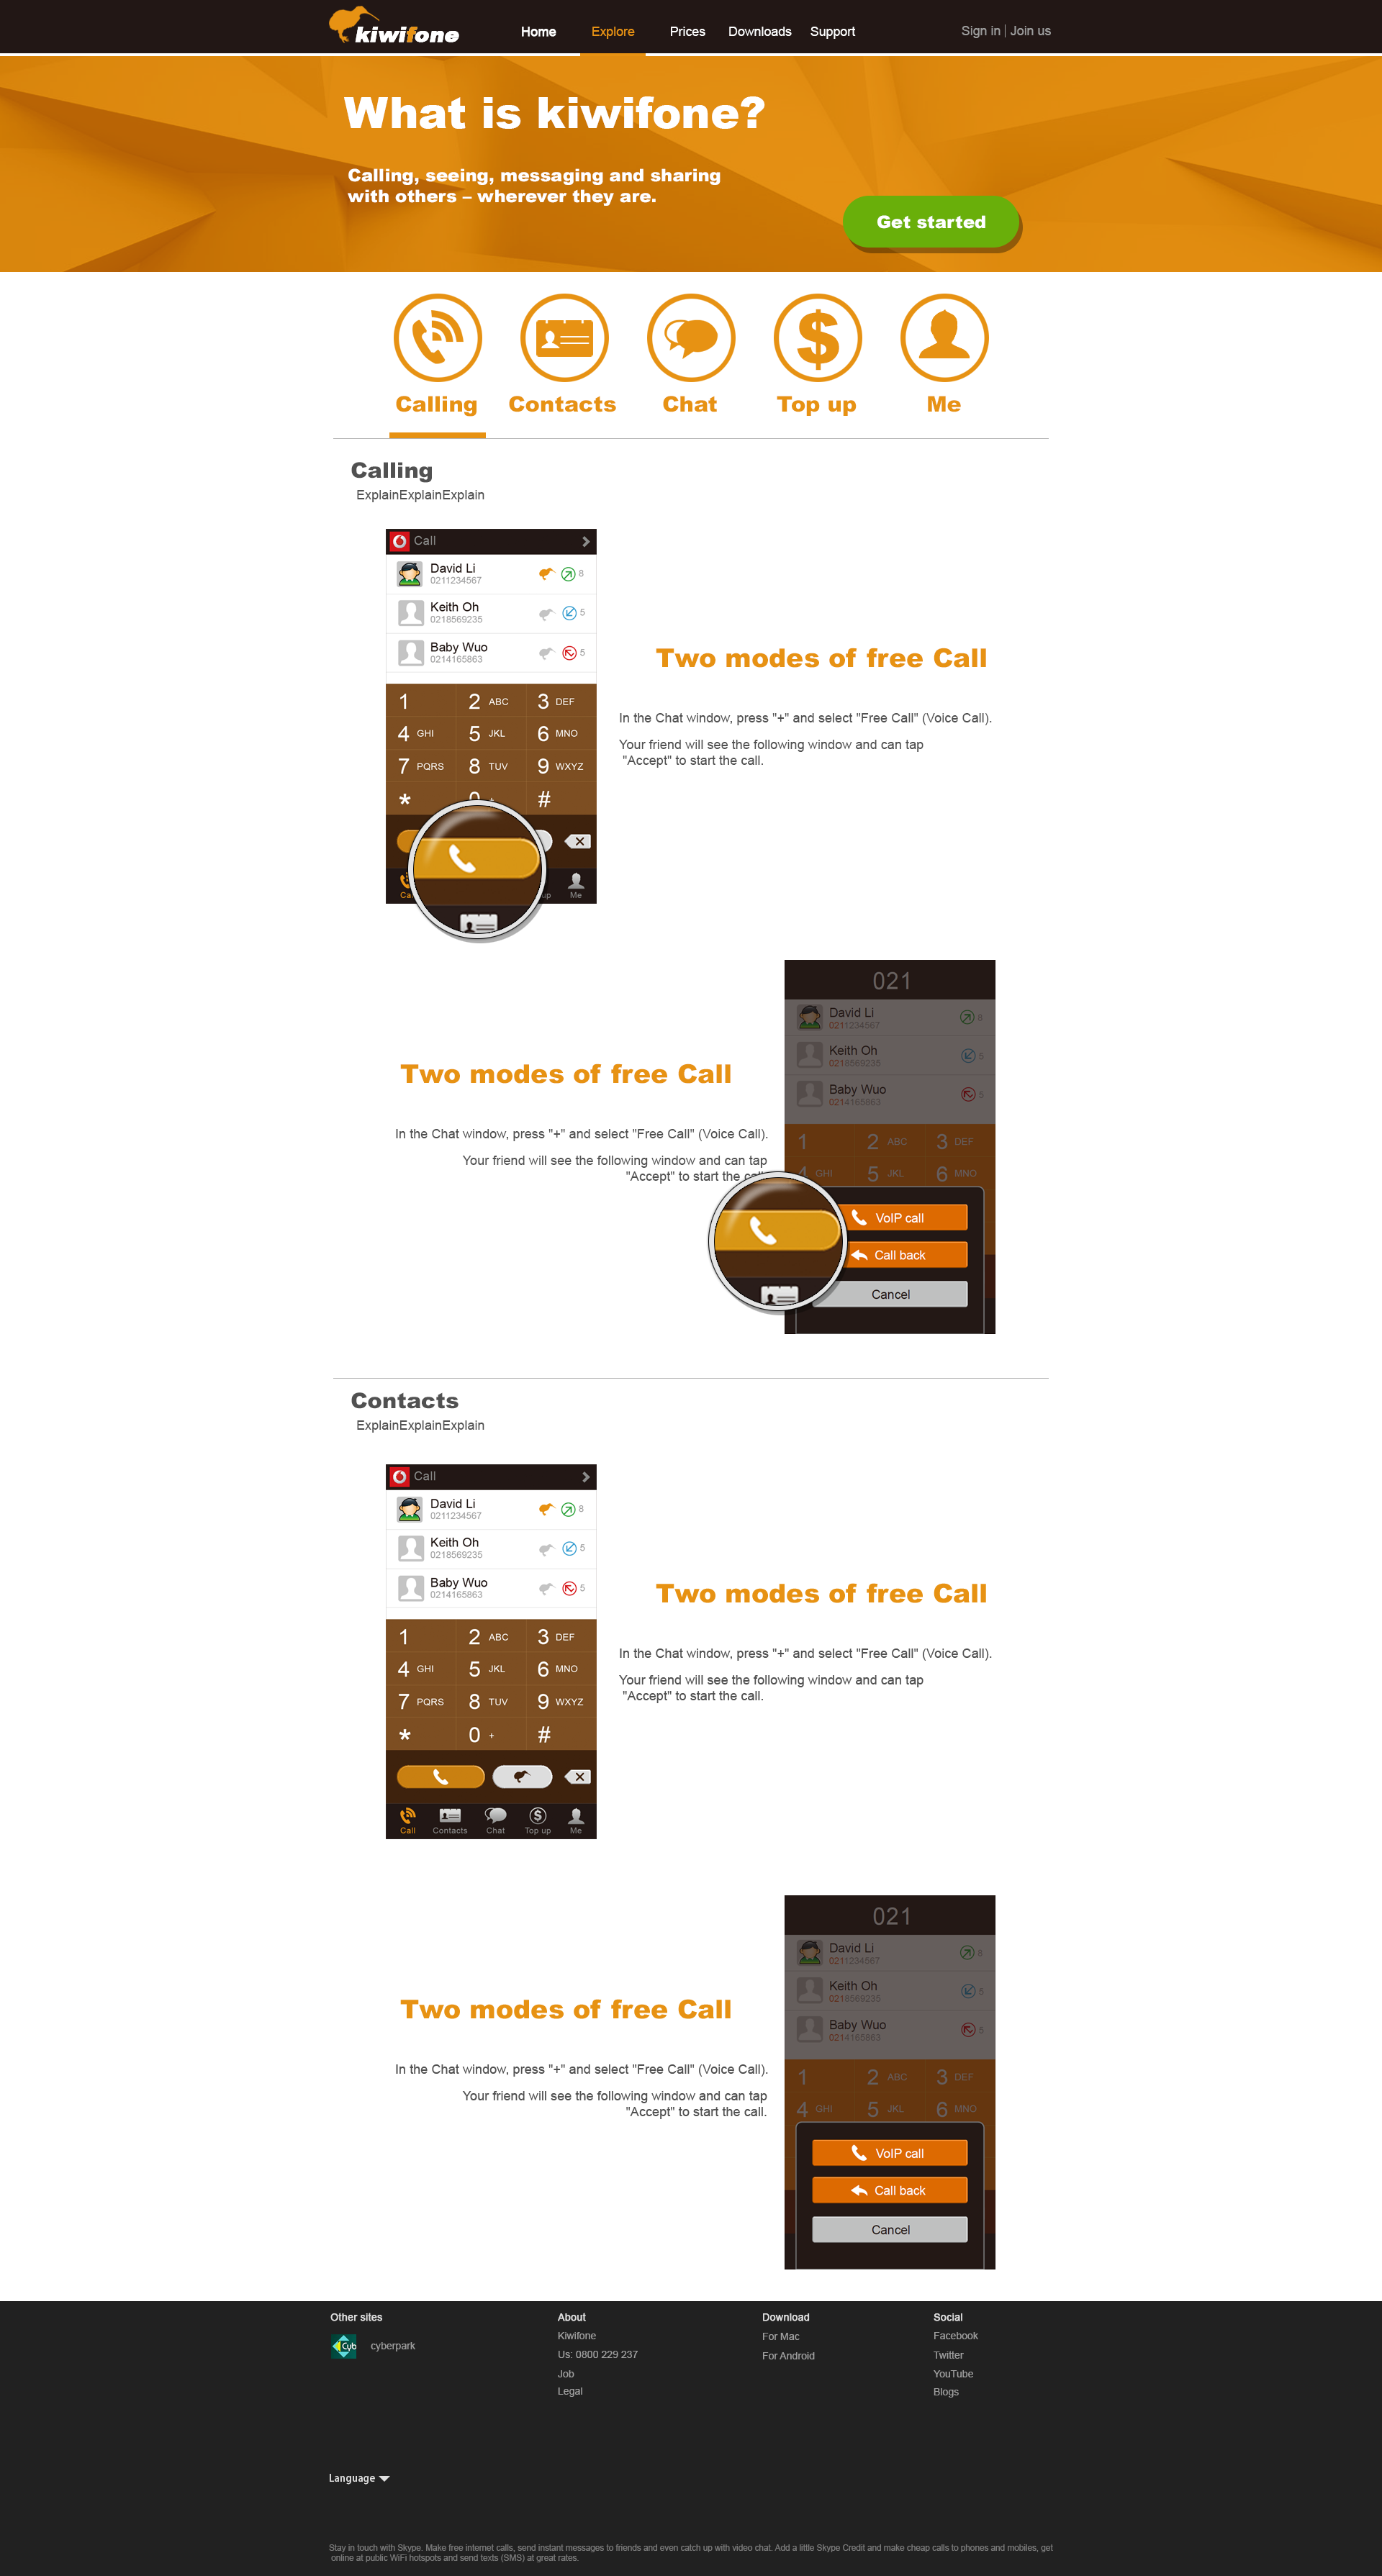 kiwifone
Home Explore Prices Downloads Support
Sign in | Join us
What is kiwifone?
Calling, seeing, messaging and sharing
with others – wherever they are.
Get started
Calling Contacts Chat Top up Me
Calling
ExplainExplainExplain
Call
David Li
0211234567
8
Keith Oh
0218569235
5
Baby Wuo
0214165863
5
1 2 ABC 3 DEF
4 GHI 5 JKL 6 MNO
7 PQRS 8 TUV 9 WXYZ
* 0 + #
Me
Two modes of free Call
In the Chat window, press "+" and select "Free Call" (Voice Call).
Your friend will see the following window and can tap
"Accept" to start the call.
021
David Li
0211234567
8
Keith Oh
0218569235
5
Baby Wuo
0214165863
5
1 2 ABC 3 DEF
4 GHI 5 JKL 6 MNO
VoIP call
Call back
Cancel
Two modes of free Call
In the Chat window, press "+" and select "Free Call" (Voice Call).
Your friend will see the following window and can tap
"Accept" to start the call.
Contacts
ExplainExplainExplain
Call
David Li
0211234567
8
Keith Oh
0218569235
5
Baby Wuo
0214165863
5
1 2 ABC 3 DEF
4 GHI 5 JKL 6 MNO
7 PQRS 8 TUV 9 WXYZ
* 0 + #
Call Contacts Chat Top up Me
Two modes of free Call
In the Chat window, press "+" and select "Free Call" (Voice Call).
Your friend will see the following window and can tap
"Accept" to start the call.
021
David Li
0211234567
8
Keith Oh
0218569235
5
Baby Wuo
0214165863
5
1 2 ABC 3 DEF
4 GHI 5 JKL 6 MNO
VoIP call
Call back
Cancel
Two modes of free Call
In the Chat window, press "+" and select "Free Call" (Voice Call).
Your friend will see the following window and can tap
"Accept" to start the call.
Other sites
Cyb cyberpark
About
Kiwifone
Us: 0800 229 237
Job
Legal
Download
For Mac
For Android
Social
Facebook
Twitter
YouTube
Blogs
Language
Stay in touch with Skype. Make free internet calls, send instant messages to friends and even catch up with video chat. Add a little Skype Credit and make cheap calls to phones and mobiles, get
online at public WiFi hotspots and send texts (SMS) at great rates.